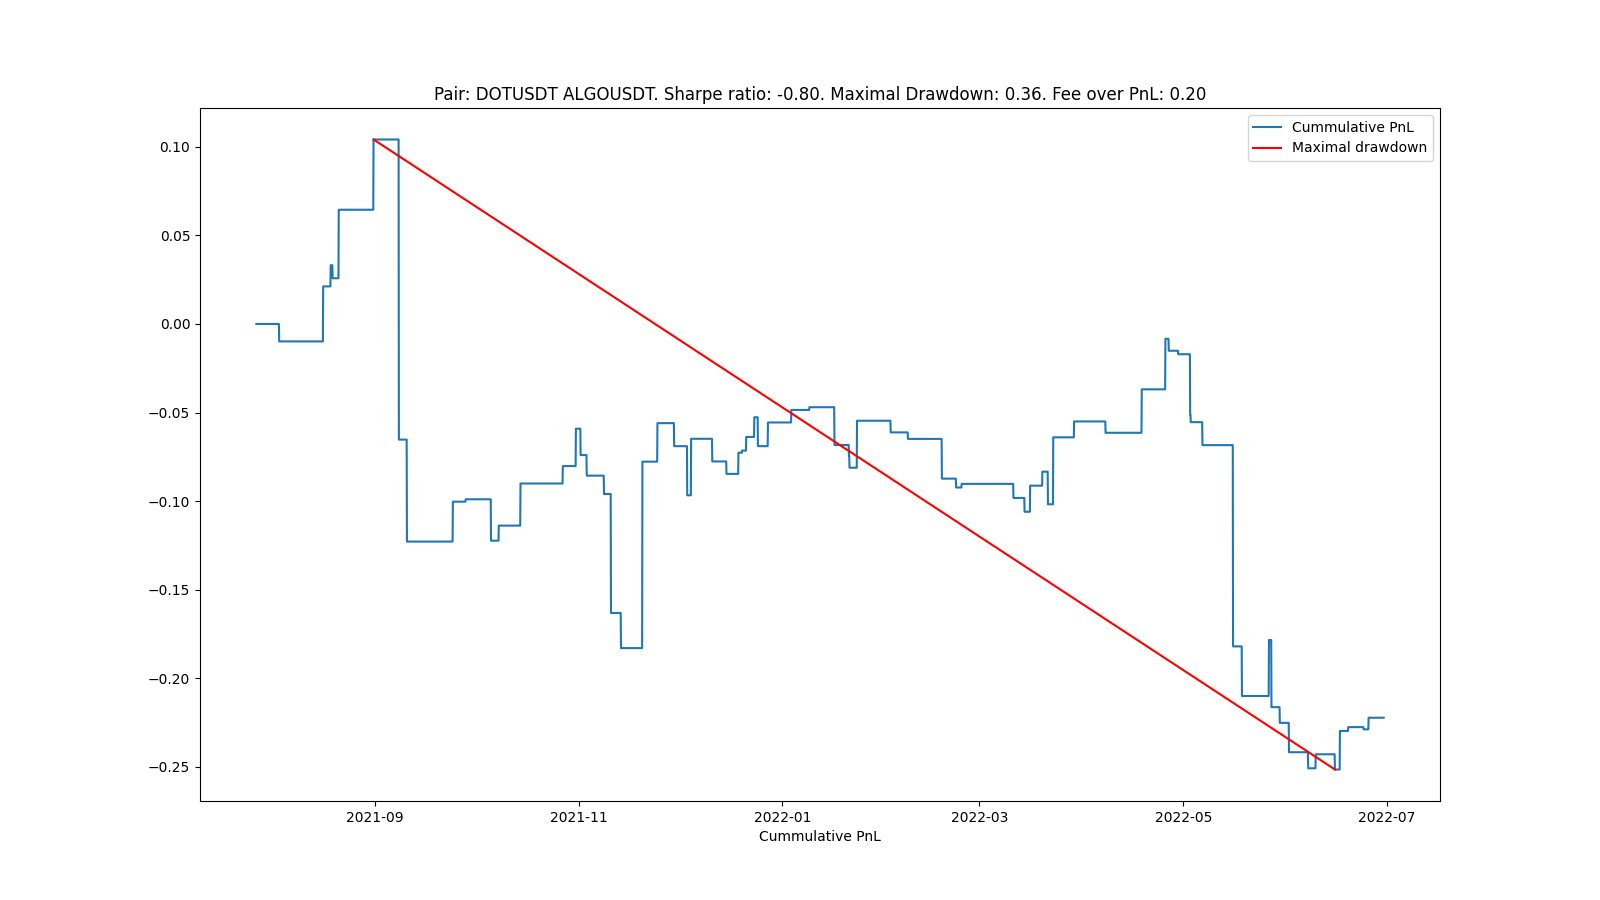 Pair: DOTUSDT ALGOUSDT. Sharpe ratio: -0.80. Maximal Drawdown: 0.36. Fee over PnL: 0.20
Cummulative PnL
Maximal drawdown
0.10
0.05
0.00
−0.05
−0.10
−0.15
−0.20
−0.25
2021-09 2021-11 2022-01 2022-03 2022-05 2022-07
Cummulative PnL